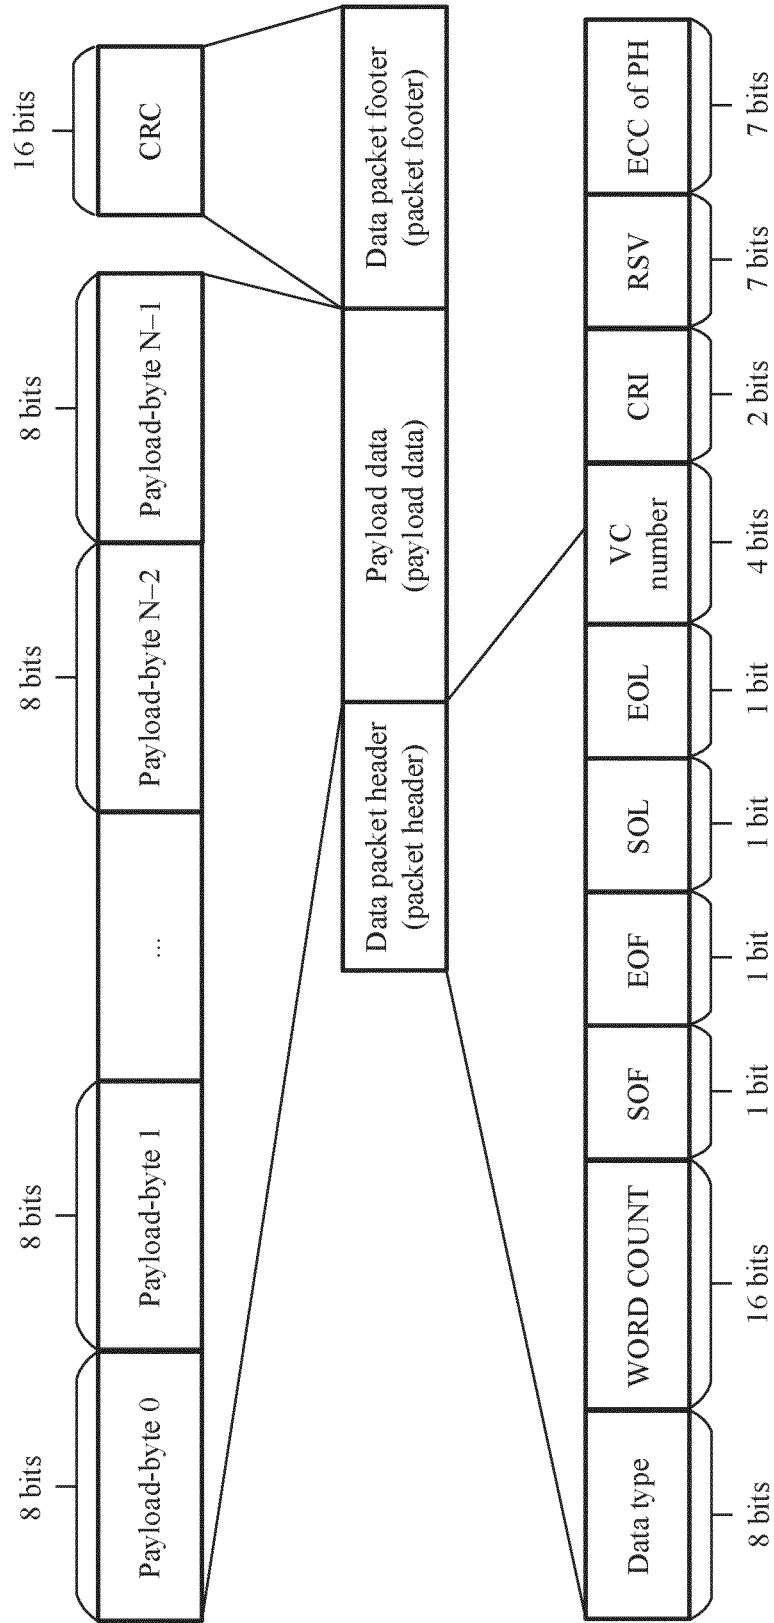 8 bits
8 bits
8 bits
8 bits
16 bits
Payload-byte 0
Payload-byte 1
...
Payload-byte N–2
Payload-byte N–1
CRC
Data packet header
(packet header)
Payload data
(payload data)
Data packet footer
(packet footer)
Data type
WORD COUNT
SOF
EOF
SOL
EOL
VC
number
CRI
RSV
ECC of PH
8 bits
16 bits
1 bit
1 bit
1 bit
1 bit
4 bits
2 bits
7 bits
7 bits